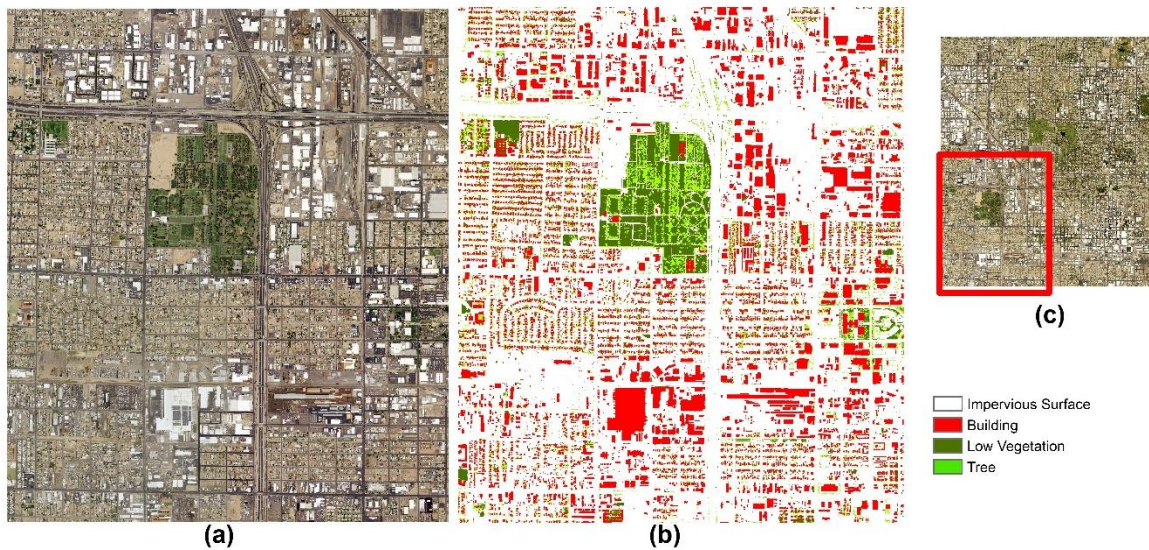 (a)
(b)
(c)
Impervious Surface
Building
Low Vegetation
Tree